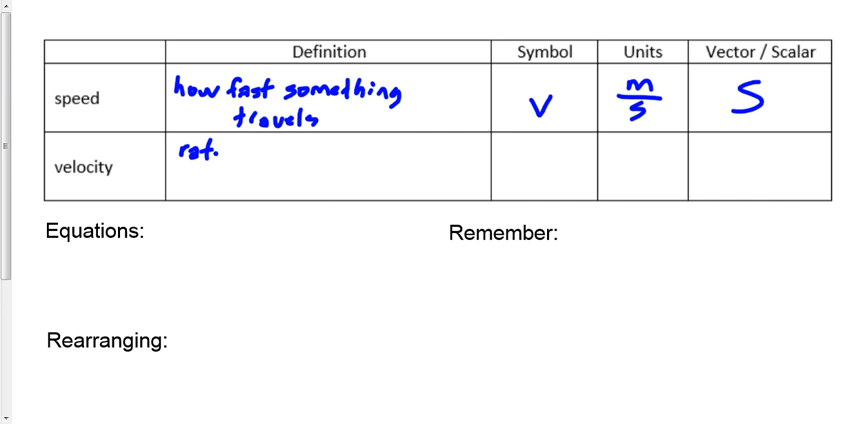 Definition Symbol Units Vector / Scalar
speed how fast something travels v m/s S
velocity rat.
Equations: Remember:
Rearranging: